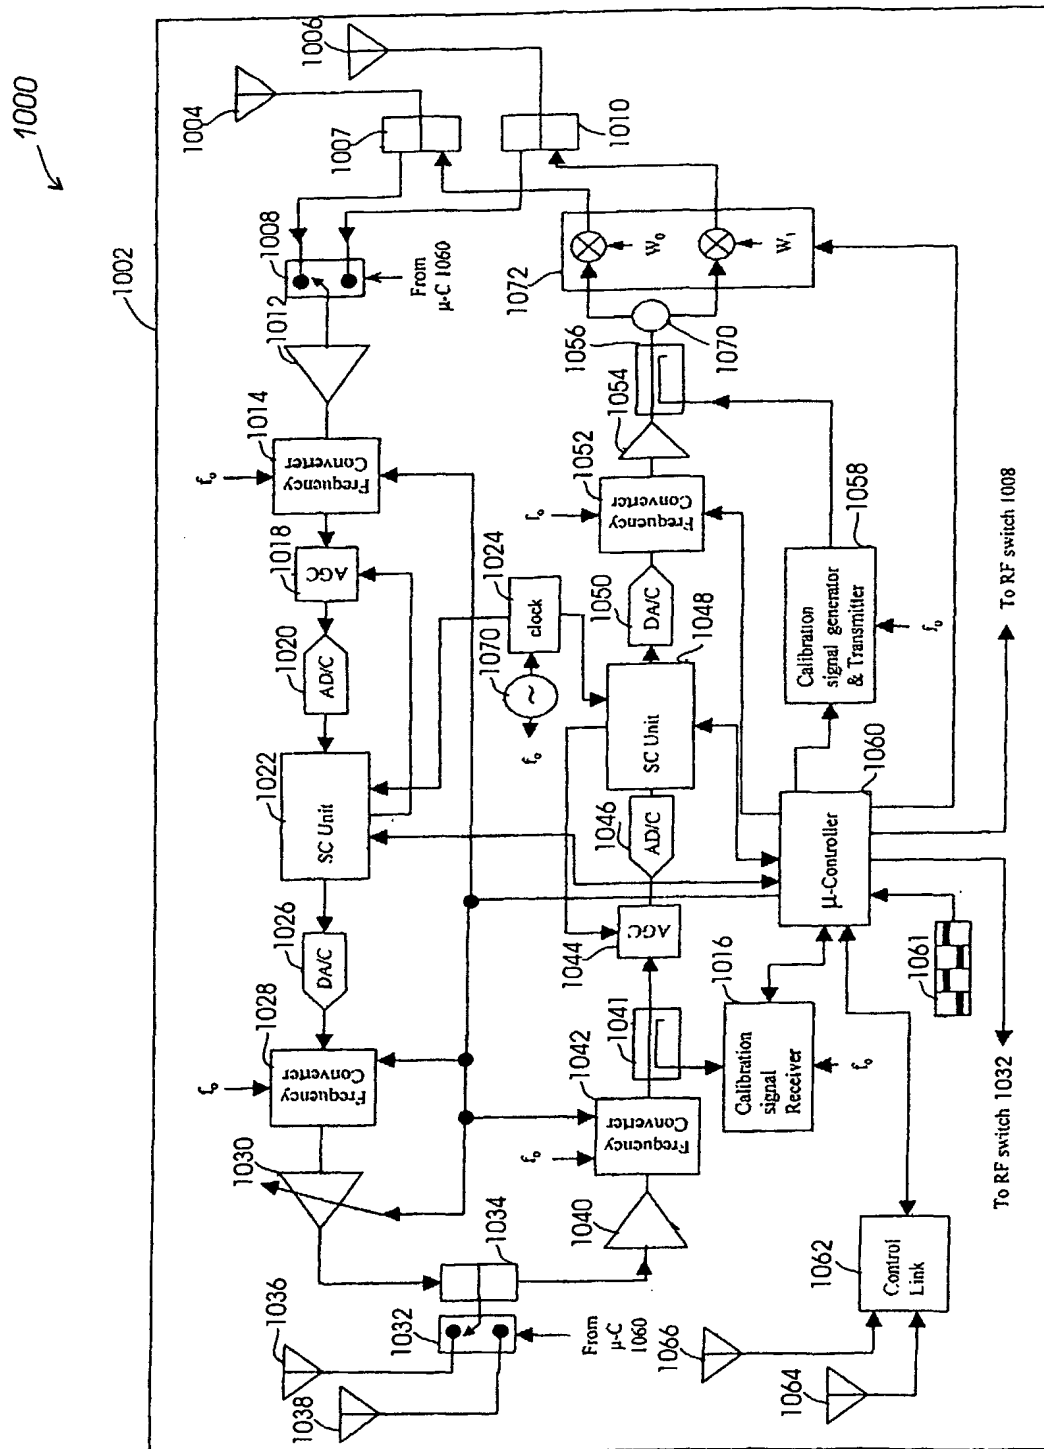 1000
1002
1004
1006
1007
1010
1008
From
μ-C 1060
1012
1014
Frequency
Converter
f₀
1018
AGC
1020
AD/C
1022
SC Unit
1024
clock
1070
~
f₀
1026
DA/C
1028
Frequency
Converter
f₀
1030
1034
1036
1032
1038
From
μ-C
1060
1040
1042
Frequency
Converter
f₀
1041
1044
AGC
1046
AD/C
1048
SC Unit
1050
DA/C
1052
Frequency
Converter
f₀
1054
1056
1070
1072
W₀
W₁
1058
Calibration
signal generator
& Transmitter
f₀
1060
μ-Controller
1016
Calibration
signal
Receiver
f₀
1061
1062
Control
Link
1066
1064
To RF switch 1032
To RF switch 1008